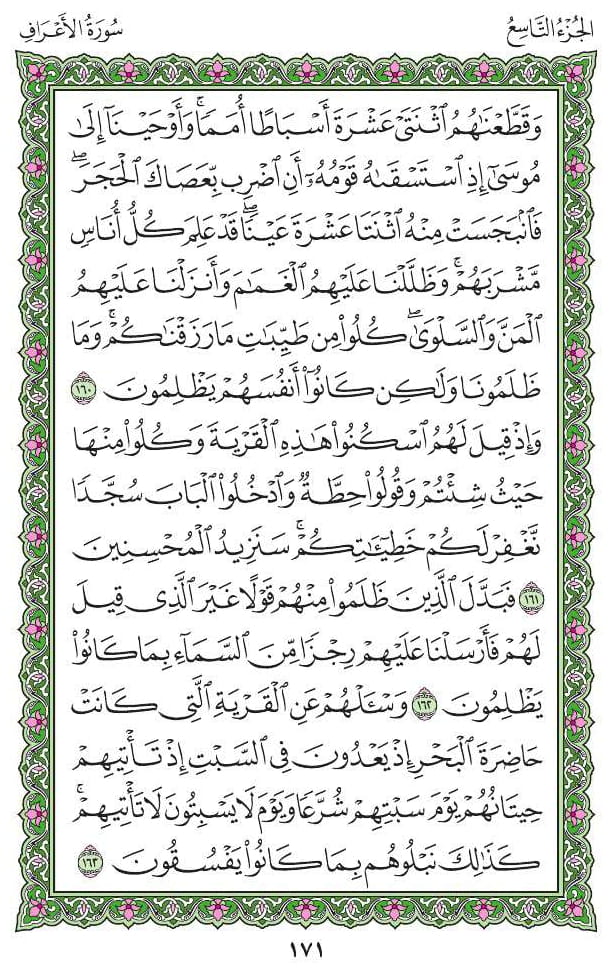 الجُزْءُ التَّاسِعُ
سُورَةُ الأَعْرَافِ
وَقَطَّعْنَٰهُمُ ٱثْنَتَىْ عَشْرَةَ أَسْبَاطًا أُمَمًا ۚ وَأَوْحَيْنَآ إِلَىٰ
مُوسَىٰٓ إِذِ ٱسْتَسْقَىٰهُ قَوْمُهُۥٓ أَنِ ٱضْرِب بِّعَصَاكَ ٱلْحَجَرَ ۖ
فَٱنۢبَجَسَتْ مِنْهُ ٱثْنَتَا عَشْرَةَ عَيْنًا ۖ قَدْ عَلِمَ كُلُّ أُنَاسٍ
مَّشْرَبَهُمْ ۚ وَظَلَّلْنَا عَلَيْهِمُ ٱلْغَمَٰمَ وَأَنزَلْنَا عَلَيْهِمُ
ٱلْمَنَّ وَٱلسَّلْوَىٰ ۖ كُلُوا۟ مِن طَيِّبَٰتِ مَا رَزَقْنَٰكُمْ ۚ وَمَا
ظَلَمُونَا وَلَٰكِن كَانُوٓا۟ أَنفُسَهُمْ يَظْلِمُونَ ١٦٠
وَإِذْ قِيلَ لَهُمُ ٱسْكُنُوا۟ هَٰذِهِ ٱلْقَرْيَةَ وَكُلُوا۟ مِنْهَا
حَيْثُ شِئْتُمْ وَقُولُوا۟ حِطَّةٌ وَٱدْخُلُوا۟ ٱلْبَابَ سُجَّدًا
نَّغْفِرْ لَكُمْ خَطِيٓـَٰٔتِكُمْ ۚ سَنَزِيدُ ٱلْمُحْسِنِينَ
١٦١ فَبَدَّلَ ٱلَّذِينَ ظَلَمُوا۟ مِنْهُمْ قَوْلًا غَيْرَ ٱلَّذِى قِيلَ
لَهُمْ فَأَرْسَلْنَا عَلَيْهِمْ رِجْزًا مِّنَ ٱلسَّمَآءِ بِمَا كَانُوا۟
يَظْلِمُونَ ١٦٢ وَسْـَٔلْهُمْ عَنِ ٱلْقَرْيَةِ ٱلَّتِى كَانَتْ
حَاضِرَةَ ٱلْبَحْرِ إِذْ يَعْدُونَ فِى ٱلسَّبْتِ إِذْ تَأْتِيهِمْ
حِيتَانُهُمْ يَوْمَ سَبْتِهِمْ شُرَّعًا وَيَوْمَ لَا يَسْبِتُونَ لَا تَأْتِيهِمْ ۚ
كَذَٰلِكَ نَبْلُوهُم بِمَا كَانُوا۟ يَفْسُقُونَ ١٦٣
١٧١